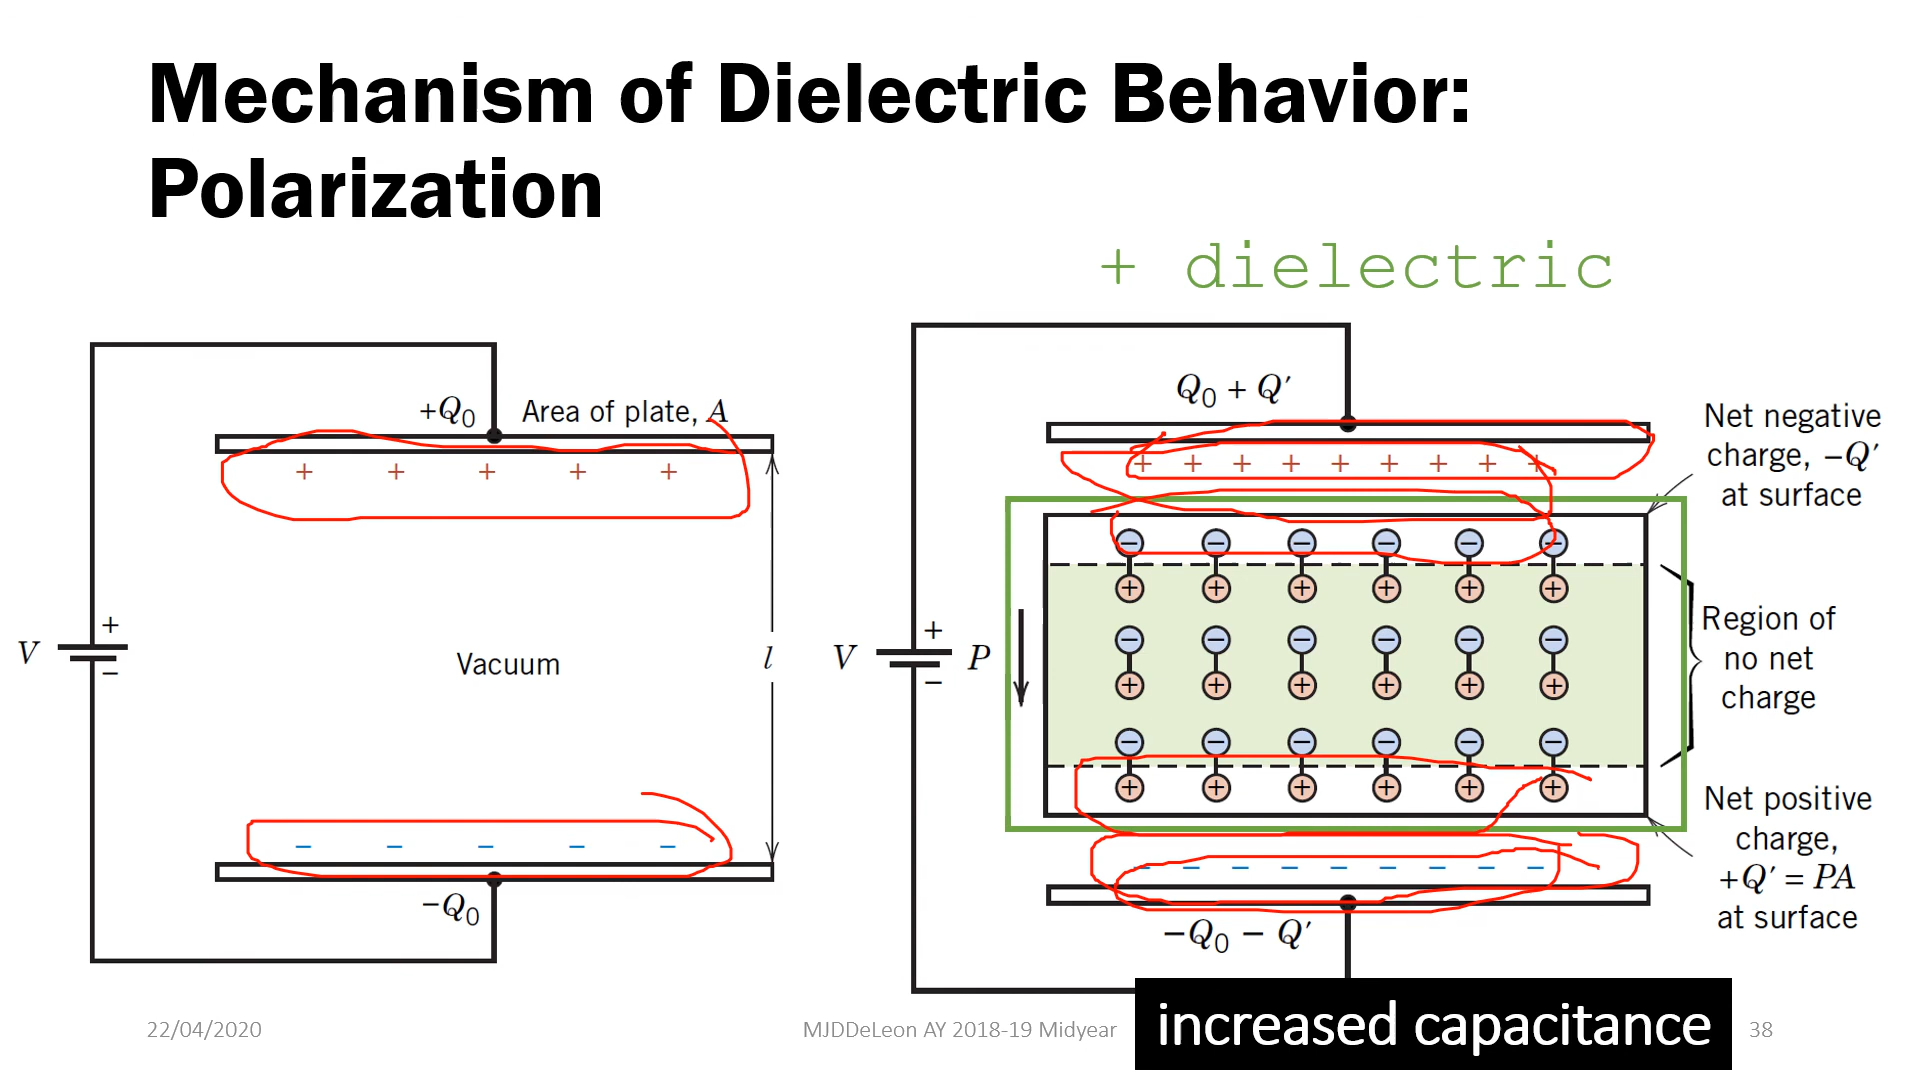 Mechanism of Dielectric Behavior:
Polarization
+ dielectric
+Q0
Area of plate, A
+ + + + +
V
+
−
Vacuum
l
− − − − −
−Q0
Q0 + Q′
+ + + + + + + + +
Net negative
charge, −Q′
at surface
− − − − − −
+ + + + + +
V
+
−
P
− − − − − −
+ + + + + +
Region of
no net
charge
− − − − − −
+ + + + + +
Net positive
charge,
+Q′ = PA
at surface
− − − − − − − − −
−Q0 − Q′
22/04/2020
MJDDeLeon AY 2018-19 Midyear
increased capacitance
38